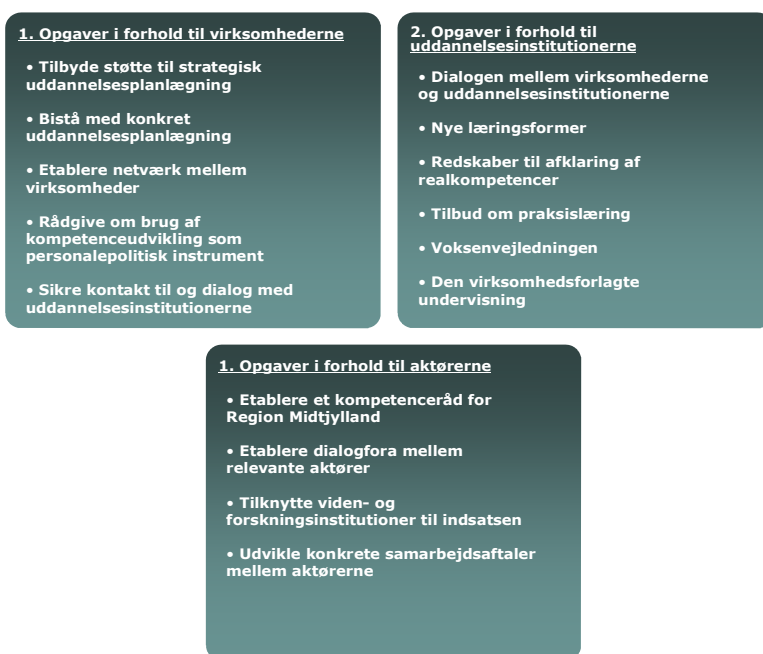 1. Opgaver i forhold til virksomhederne
• Tilbyde støtte til strategisk
uddannelsesplanlægning
• Bistå med konkret
uddannelsesplanlægning
• Etablere netværk mellem
virksomheder
• Rådgive om brug af
kompetenceudvikling som
personalepolitisk instrument
• Sikre kontakt til og dialog med
uddannelsesinstitutionerne
2. Opgaver i forhold til
uddannelsesinstitutionerne
• Dialogen mellem virksomhederne
og uddannelsesinstitutionerne
• Nye læringsformer
• Redskaber til afklaring af
realkompetencer
• Tilbud om praksislæring
• Voksenvejledningen
• Den virksomhedsforlagte
undervisning
1. Opgaver i forhold til aktørerne
• Etablere et kompetenceråd for
Region Midtjylland
• Etablere dialogfora mellem
relevante aktører
• Tilknytte viden- og
forskningsinstitutioner til indsatsen
• Udvikle konkrete samarbejdsaftaler
mellem aktørerne